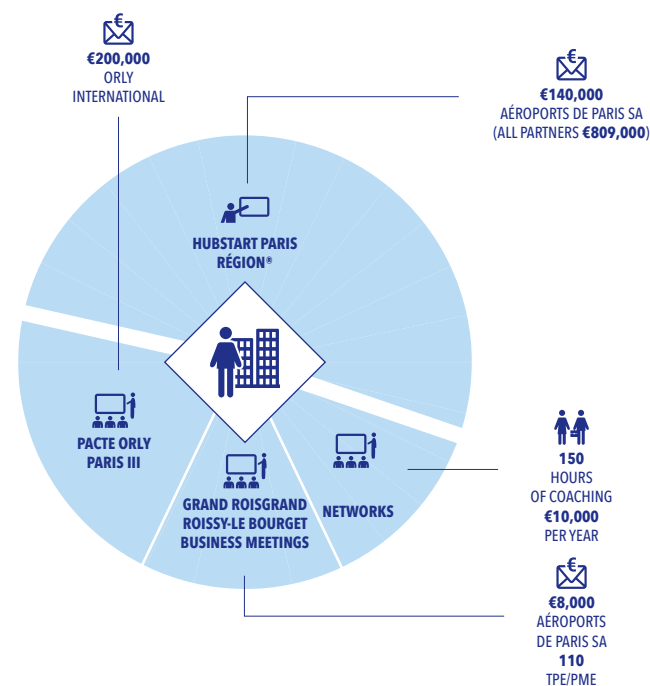 €200,000
ORLY
INTERNATIONAL
€140,000
AÉROPORTS DE PARIS SA
(ALL PARTNERS €809,000)
HUBSTART PARIS
RÉGION®
PACTE ORLY
PARIS III
GRAND ROISGRAND
ROISSY-LE BOURGET
BUSINESS MEETINGS
NETWORKS
150
HOURS
OF COACHING
€10,000
PER YEAR
€8,000
AÉROPORTS
DE PARIS SA
110
TPE/PME